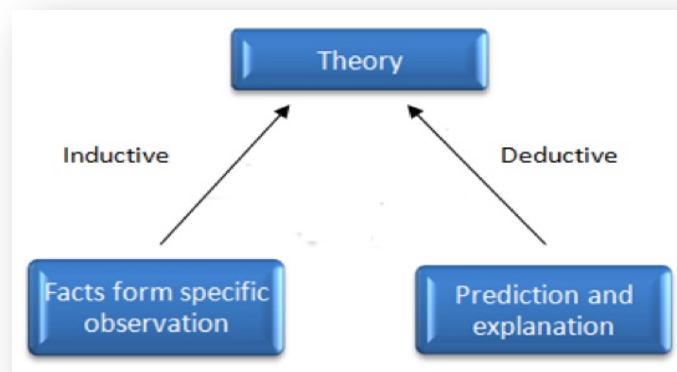 Theory
Inductive
Deductive
Facts form specific
observation
Prediction and
explanation